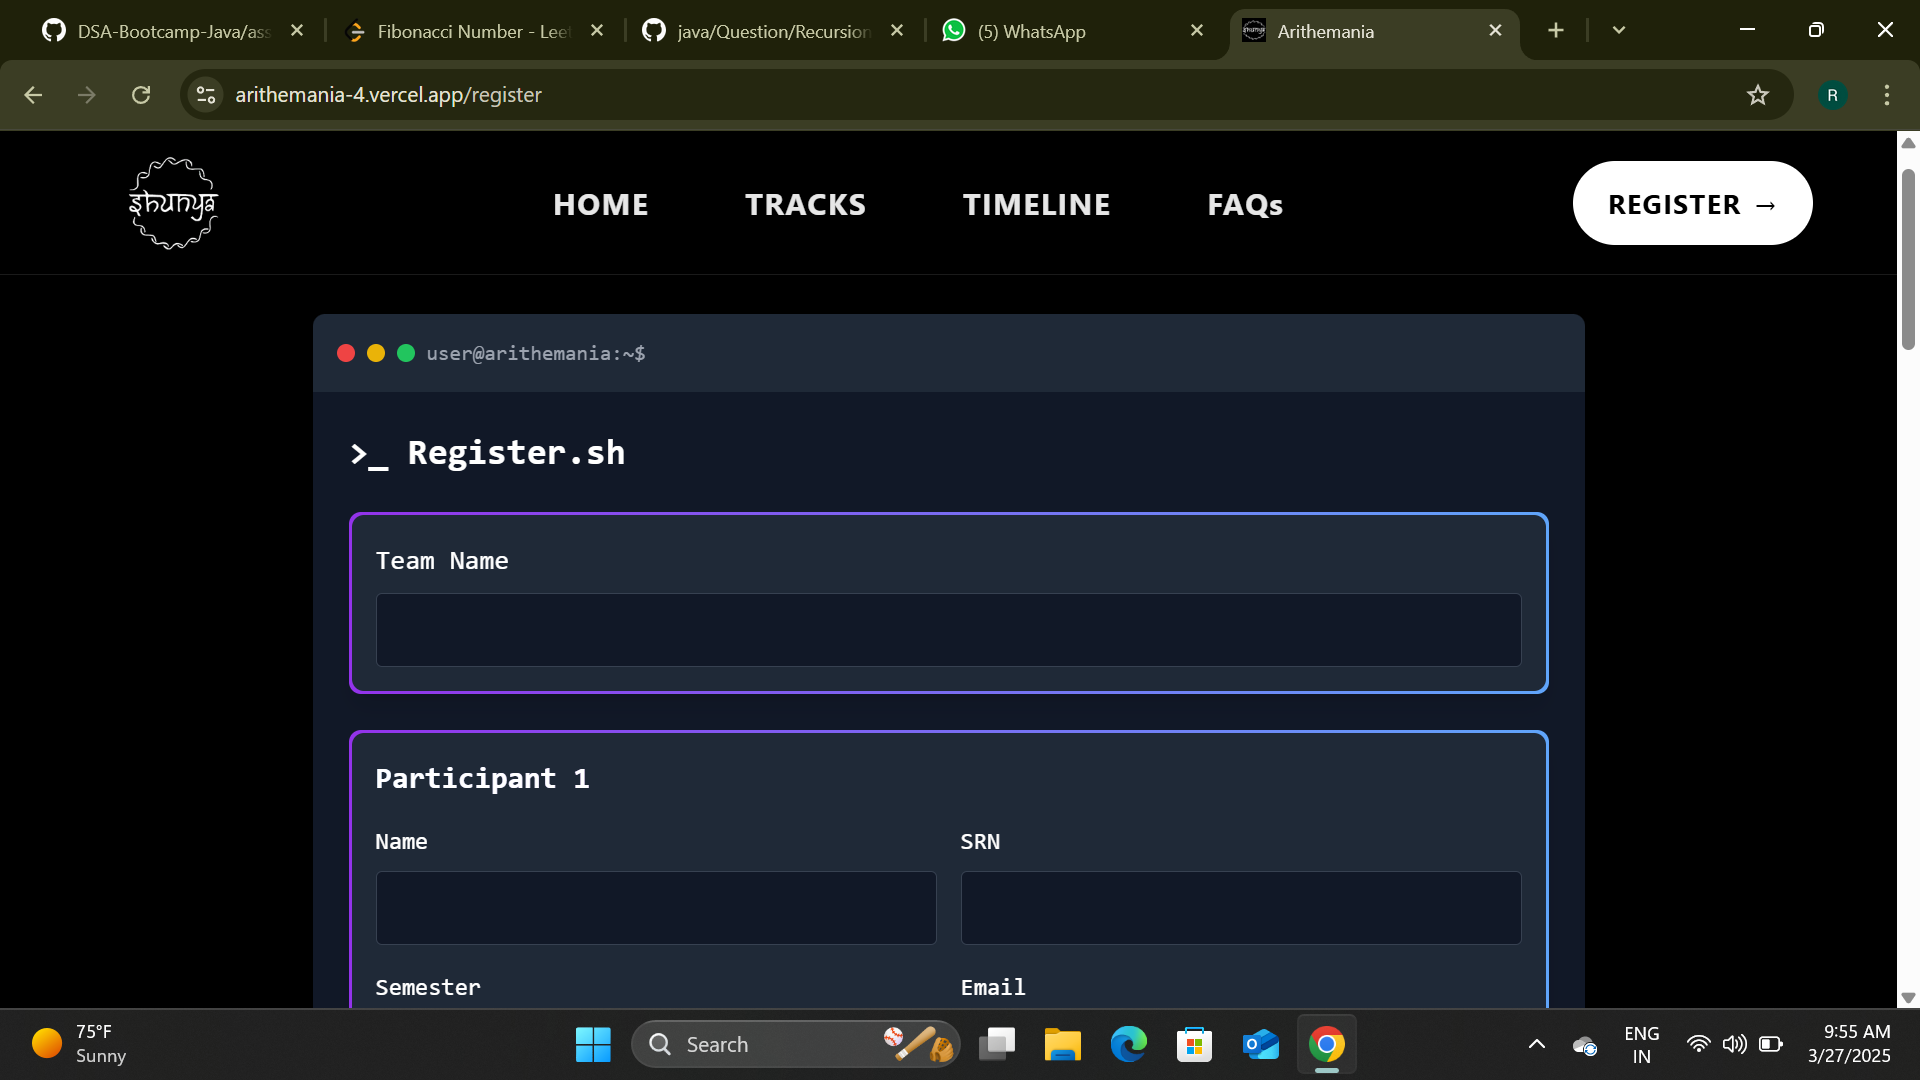 DSA-Bootcamp-Java/ass
Fibonacci Number - Leet
java/Question/Recursion
(5) WhatsApp
Arithemania
arithemania-4.vercel.app/register
R
shunya
HOME
TRACKS
TIMELINE
FAQs
REGISTER →
user@arithemania:~$
>_ Register.sh
Team Name
Participant 1
Name
SRN
Semester
Email
75°F
Sunny
Search
ENG
IN
9:55 AM
3/27/2025